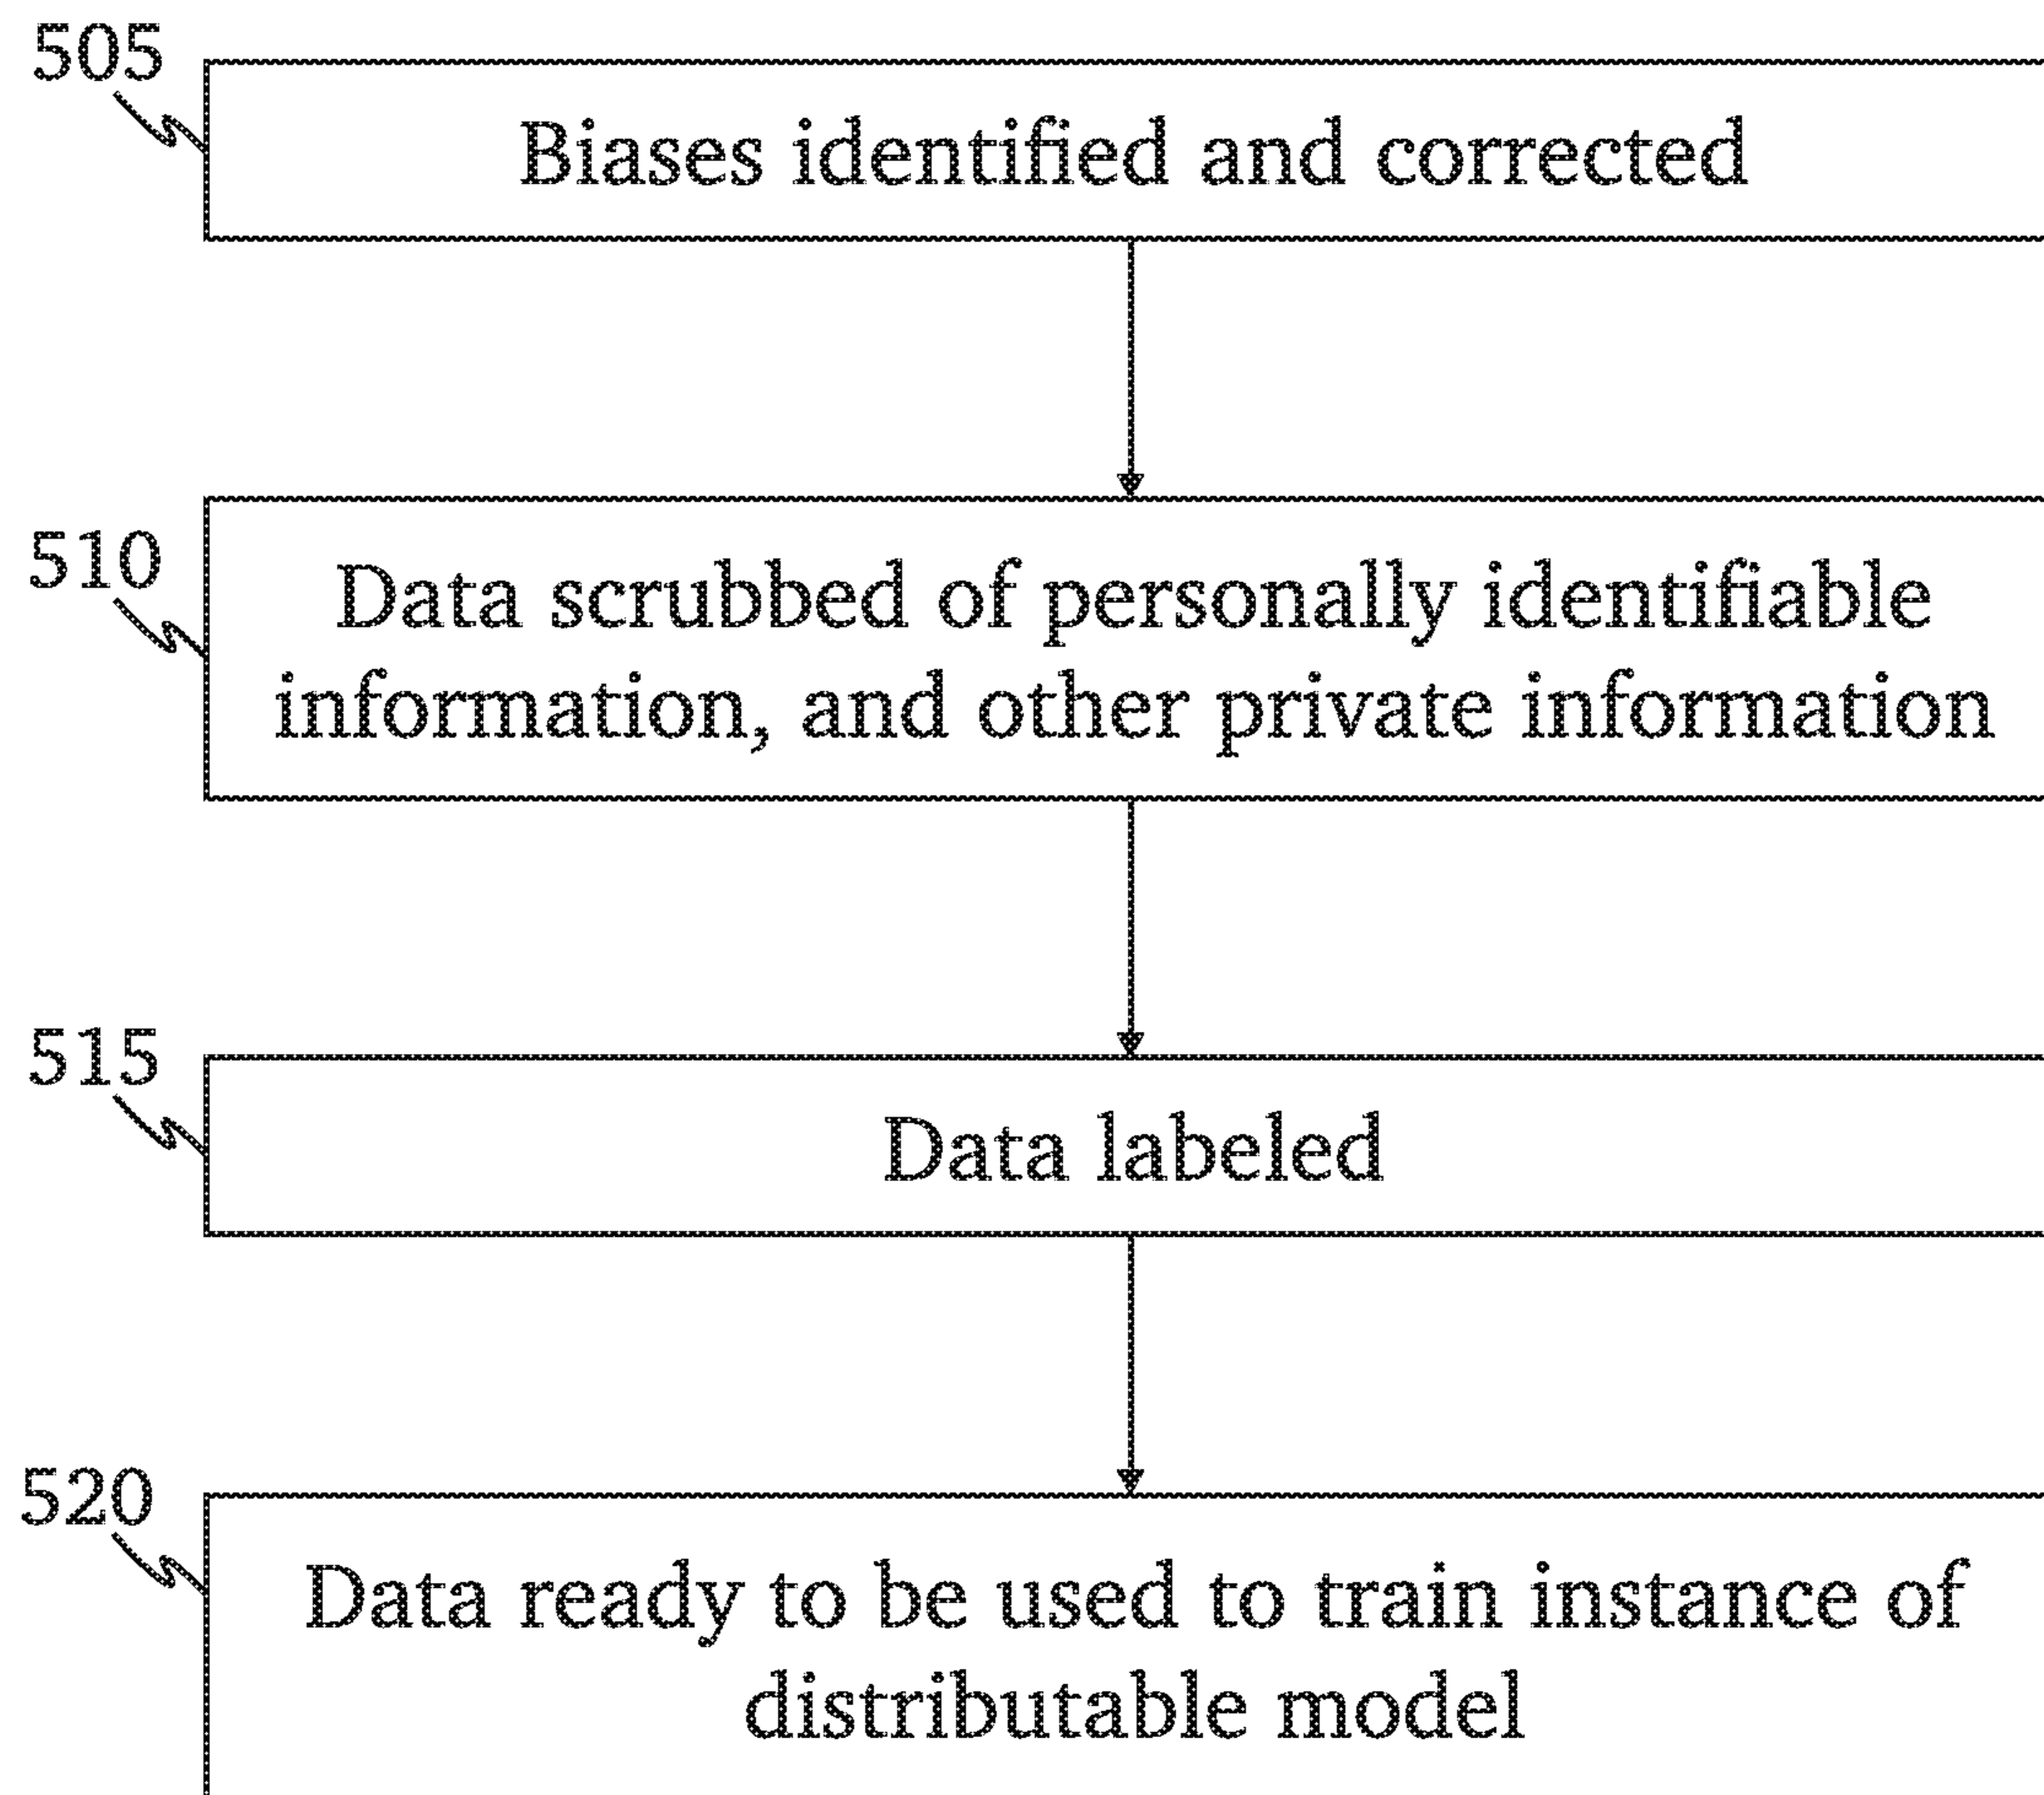 505
Biases identified and corrected
510
Data scrubbed of personally identifiable
information, and other private information
515
Data labeled
520
Data ready to be used to train instance of
distributable model